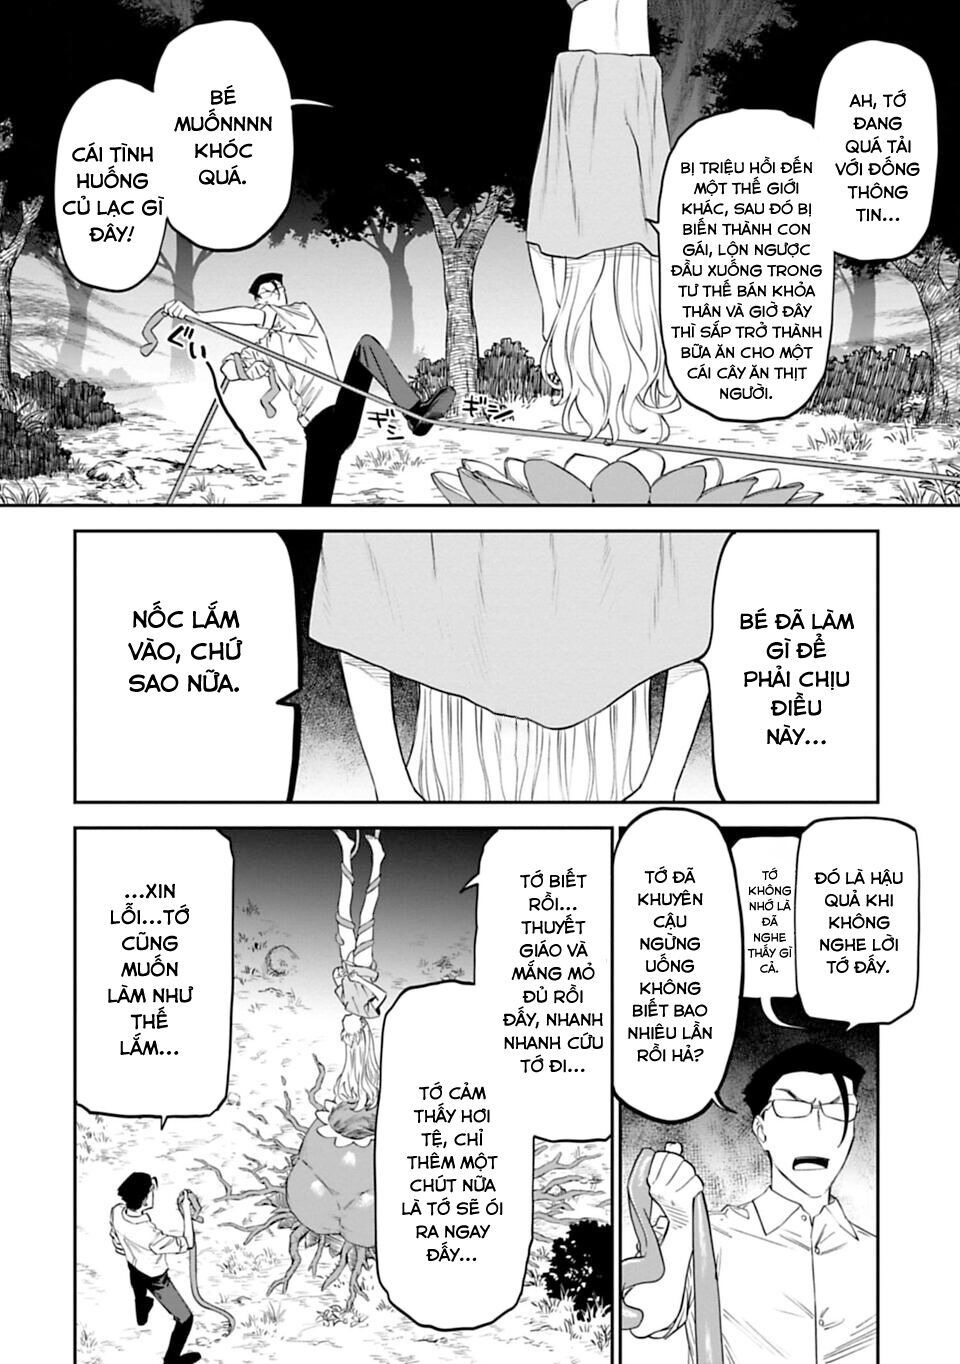 AH, TỚ
ĐANG
QUÁ TẢI
VỚI ĐỐNG
THÔNG
TIN...
BỊ TRIỆU HỒI ĐẾN
MỘT THẾ GIỚI
KHÁC, SAU ĐÓ BỊ
BIẾN THÀNH CON
GÁI, LỘN NGƯỢC
ĐẦU XUỐNG TRONG
TƯ THẾ BÁN KHỎA
THÂN VÀ GIỜ ĐÂY
THÌ SẮP TRỞ THÀNH
BỮA ĂN CHO MỘT
CÁI CÂY ĂN THỊT
NGƯỜI.
BÉ
MUỐNNNN
KHÓC
QUÁ.
CÁI TÌNH
HUỐNG
CỦ LẠC GÌ
ĐÂY!
ぐい
ギシ
ギシ
BÉ ĐÃ LÀM
GÌ ĐỂ
PHẢI CHỊU
ĐIỀU
NÀY...
NỐC LẮM
VÀO, CHỨ
SAO NỮA.
ĐÓ LÀ HẬU
QUẢ KHI
KHÔNG
NGHE LỜI
TỚ ĐẤY.
TỚ
KHÔNG
NHỚ LÀ
ĐÃ
NGHE
THẤY GÌ
CẢ.
TỚ ĐÃ
KHUYÊN
CẬU
NGỪNG
UỐNG
KHÔNG
BIẾT BAO
NHIÊU LẦN
RỒI HẢ?
TỚ BIẾT
RỒI...
THUYẾT
GIÁO VÀ
MẮNG MỎ
ĐỦ RỒI
ĐẤY, NHANH
NHANH CỨU
TỚ ĐI...
TỚ CẢM
THẤY HƠI
TỆ, CHỈ
THÊM MỘT
CHÚT NỮA
LÀ TỚ SẼ ÓI
RA NGAY
ĐẤY...
...XIN
LỖI...TỚ
CŨNG
MUỐN
LÀM NHƯ
THẾ
LẮM...